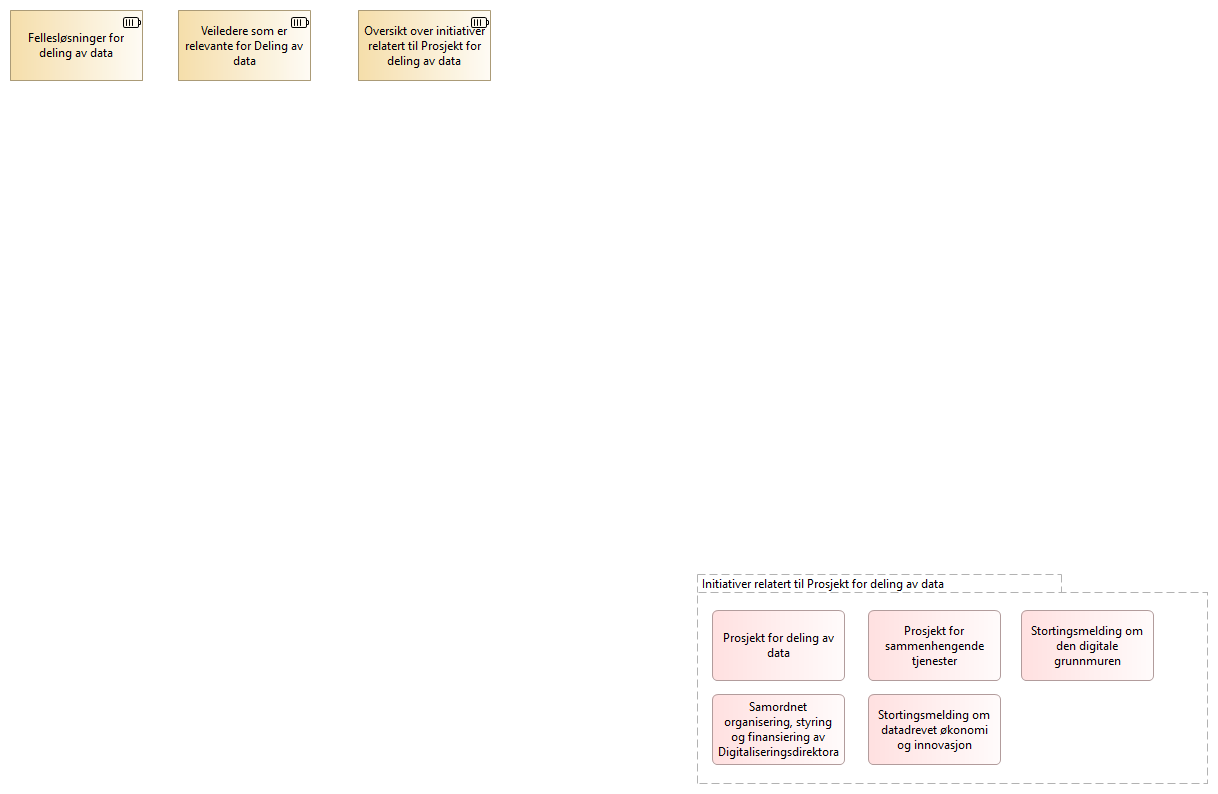 Fellesløsninger for
deling av data
Veiledere som er
relevante for Deling av
data
Oversikt over initiativer
relatert til Prosjekt for
deling av data
Initiativer relatert til Prosjekt for deling av data
Prosjekt for deling av
data
Prosjekt for
sammenhengende
tjenester
Stortingsmelding om
den digitale
grunnmuren
Samordnet
organisering, styring
og finansiering av
Digitaliseringsdirektora
Stortingsmelding om
datadrevet økonomi
og innovasjon